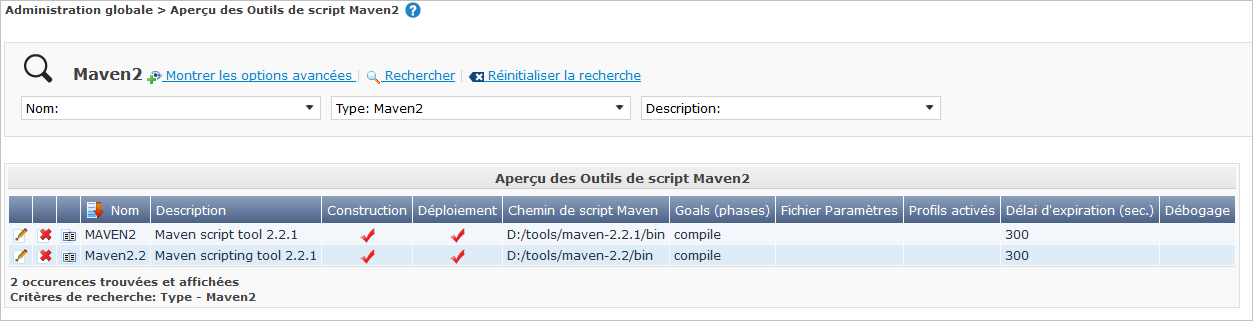 Administration globale > Aperçu des Outils de script Maven2
Maven2 Montrer les options avancées | Rechercher | Réinitialiser la recherche
Nom: Type: Maven2 Description:
Aperçu des Outils de script Maven2
Nom Description Construction Déploiement Chemin de script Maven Goals (phases) Fichier Paramètres Profils activés Délai d'expiration (sec.) Débogage
MAVEN2 Maven script tool 2.2.1 D:/tools/maven-2.2.1/bin compile 300
Maven2.2 Maven scripting tool 2.2.1 D:/tools/maven-2.2/bin compile 300
2 occurences trouvées et affichées
Critères de recherche: Type - Maven2